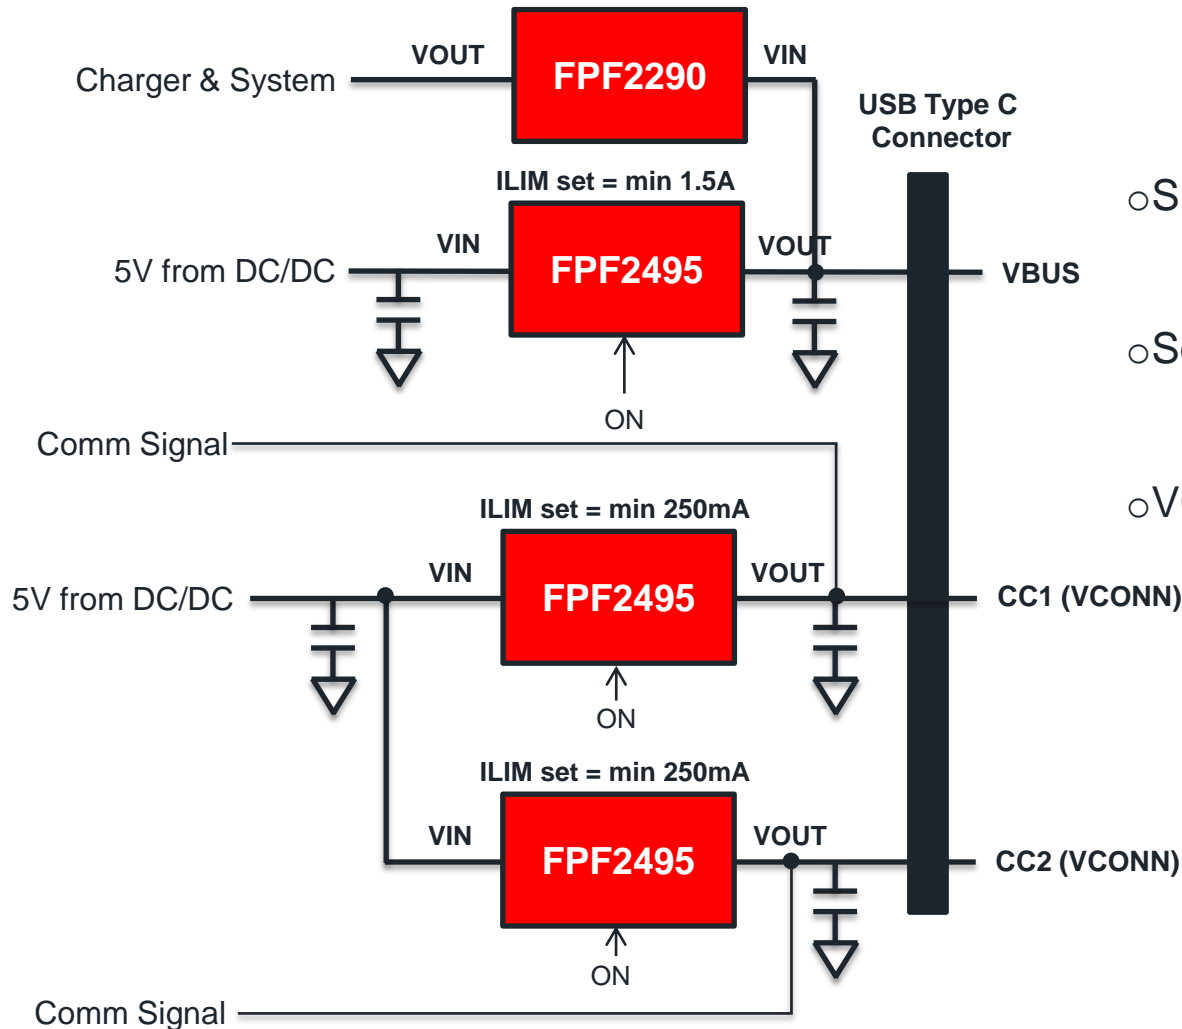 VOUT
FPF2290
VIN
Charger & System
USB Type C
Connector
ILIM set = min 1.5A
○S
VIN
FPF2495
VOUT
5V from DC/DC
VBUS
○S
ON
Comm Signal
ILIM set = min 250mA
○V
VIN
FPF2495
VOUT
5V from DC/DC
CC1 (VCONN)
ON
ILIM set = min 250mA
VIN
FPF2495
VOUT
CC2 (VCONN)
ON
Comm Signal